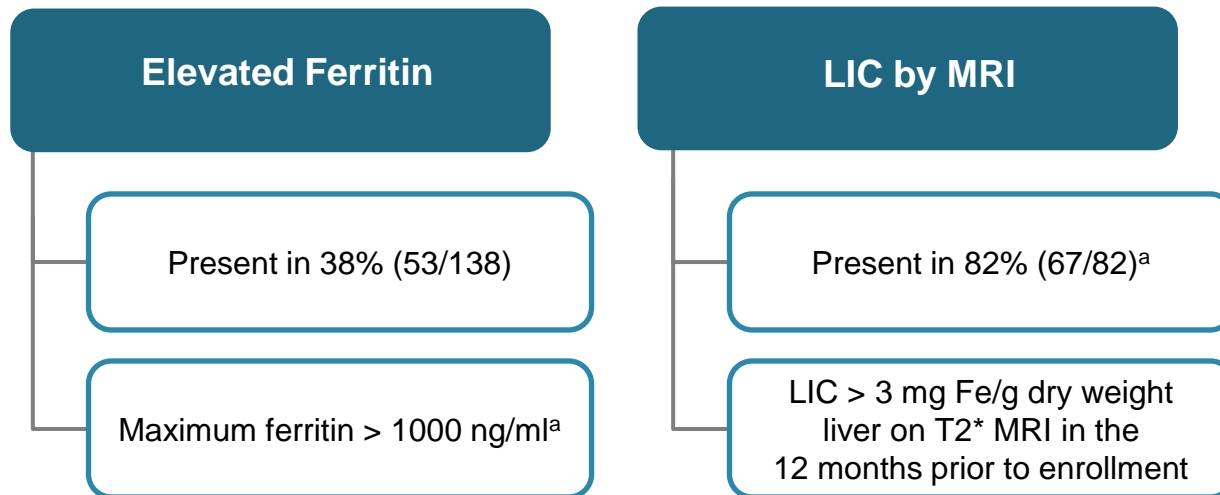 Elevated Ferritin
Present in 38% (53/138)
Maximum ferritin > 1000 ng/mlᵃ
LIC by MRI
Present in 82% (67/82)ᵃ
LIC > 3 mg Fe/g dry weight
liver on T2* MRI in the
12 months prior to enrollment